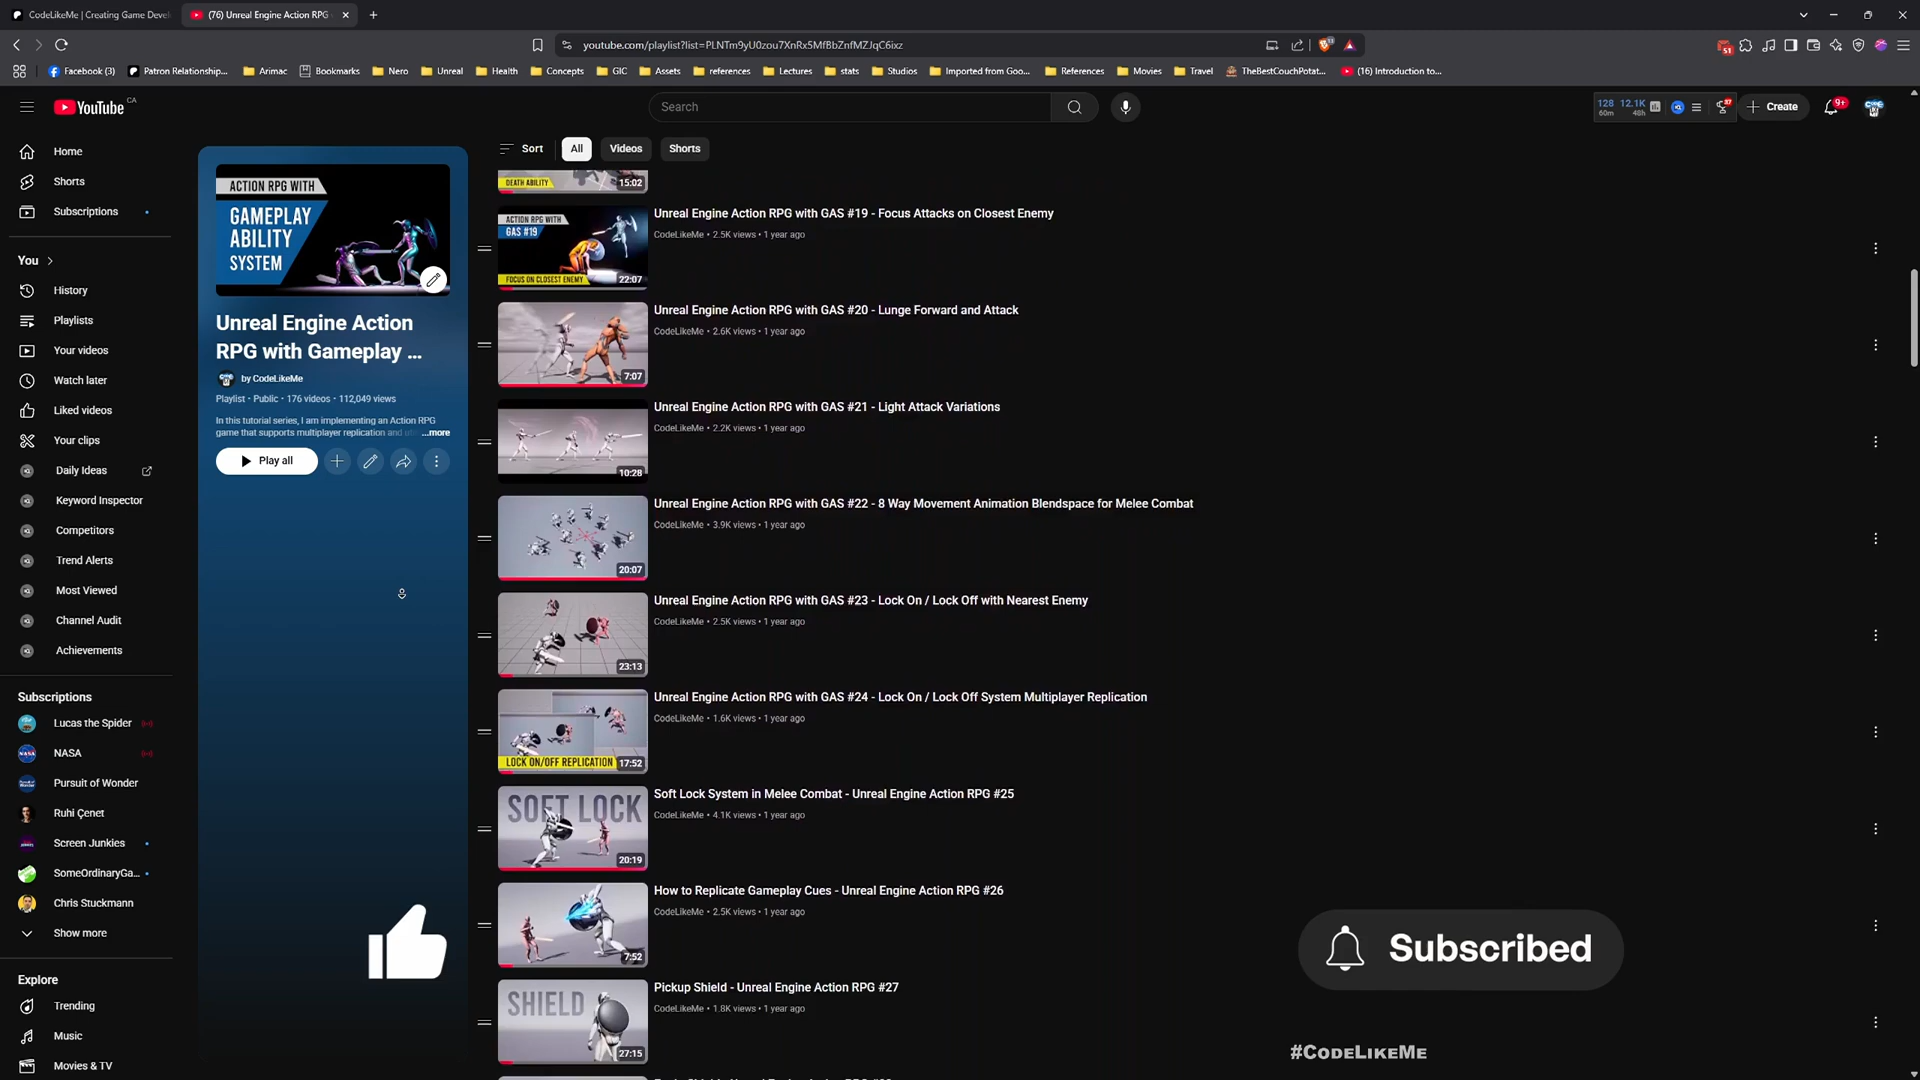 CodeLikeMe | Creating Game Devel
(76) Unreal Engine Action RPG
youtube.com/playlist?list=PLNTm9yU0zou7XnRx5MfBbZnfMZJqC6ixz
Facebook (3)
Patron Relationship...
Arimac
Bookmarks
Nero
Unreal
Health
Concepts
GIC
Assets
references
Lectures
stats
Studios
Imported from Goo...
References
Movies
Travel
TheBestCouchPotat...
(16) Introduction to...
YouTube CA
Search
128 60m
12.1K 48h
Create
9+
Home
Shorts
Subscriptions
You
History
Playlists
Your videos
Watch later
Liked videos
Your clips
Daily Ideas
Keyword Inspector
Competitors
Trend Alerts
Most Viewed
Channel Audit
Achievements
Subscriptions
Lucas the Spider
NASA
Pursuit of Wonder
Ruhi Çenet
Screen Junkies
SomeOrdinaryGa...
Chris Stuckmann
Show more
Explore
Trending
Music
Movies & TV
ACTION RPG WITH
GAMEPLAY
ABILITY
SYSTEM
Unreal Engine Action
RPG with Gameplay ...
by CodeLikeMe
Playlist • Public • 176 videos • 112,049 views
In this tutorial series, I am implementing an Action RPG
game that supports multiplayer replication and ...more
Play all
Sort
All
Videos
Shorts
DEATH ABILITY
15:02
ACTION RPG WITH
GAS #19
FOCUS ON CLOSEST ENEMY
22:07
Unreal Engine Action RPG with GAS #19 - Focus Attacks on Closest Enemy
CodeLikeMe • 2.5K views • 1 year ago
7:07
Unreal Engine Action RPG with GAS #20 - Lunge Forward and Attack
CodeLikeMe • 2.6K views • 1 year ago
10:28
Unreal Engine Action RPG with GAS #21 - Light Attack Variations
CodeLikeMe • 2.2K views • 1 year ago
20:07
Unreal Engine Action RPG with GAS #22 - 8 Way Movement Animation Blendspace for Melee Combat
CodeLikeMe • 3.9K views • 1 year ago
23:13
Unreal Engine Action RPG with GAS #23 - Lock On / Lock Off with Nearest Enemy
CodeLikeMe • 2.5K views • 1 year ago
LOCK ON/OFF REPLICATION
17:52
Unreal Engine Action RPG with GAS #24 - Lock On / Lock Off System Multiplayer Replication
CodeLikeMe • 1.6K views • 1 year ago
SOFT LOCK
20:19
Soft Lock System in Melee Combat - Unreal Engine Action RPG #25
CodeLikeMe • 4.1K views • 1 year ago
7:52
How to Replicate Gameplay Cues - Unreal Engine Action RPG #26
CodeLikeMe • 2.5K views • 1 year ago
SHIELD
27:15
Pickup Shield - Unreal Engine Action RPG #27
CodeLikeMe • 1.8K views • 1 year ago
Subscribed
#CODELIKEME